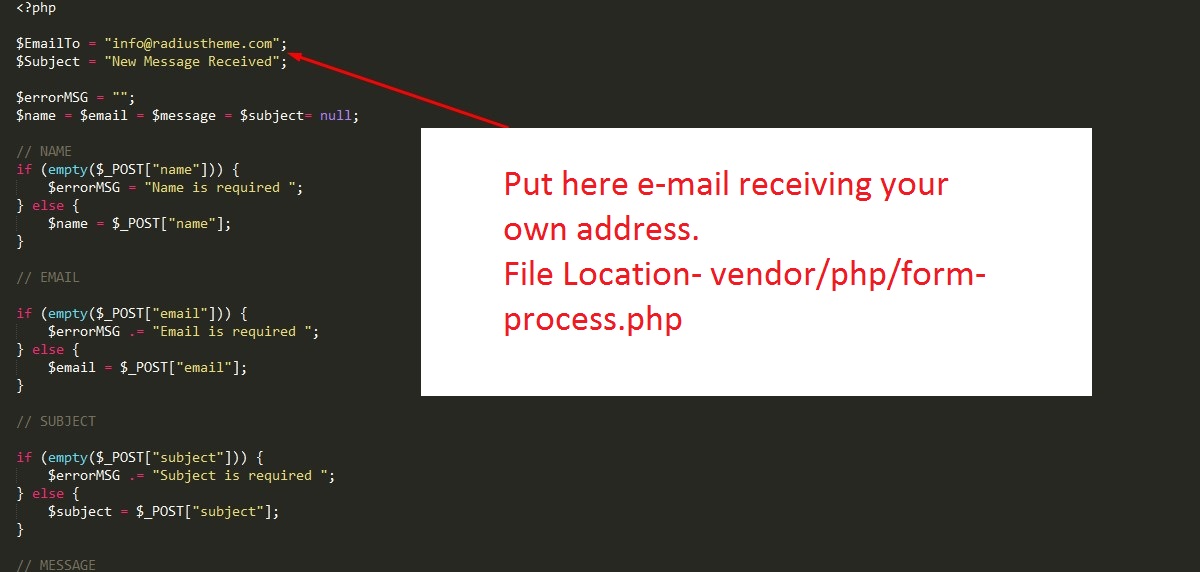 <?php
$EmailTo = "info@radiustheme.com";
$Subject = "New Message Received";
$errorMSG = "";
$name = $email = $message = $subject= null;
// NAME
if (empty($_POST["name"])) {
$errorMSG = "Name is required ";
} else {
$name = $_POST["name"];
}
// EMAIL
if (empty($_POST["email"])) {
$errorMSG .= "Email is required ";
} else {
$email = $_POST["email"];
}
// SUBJECT
if (empty($_POST["subject"])) {
$errorMSG .= "Subject is required ";
} else {
$subject = $_POST["subject"];
}
// MESSAGE
Put here e-mail receiving your
own address.
File Location- vendor/php/form-
process.php